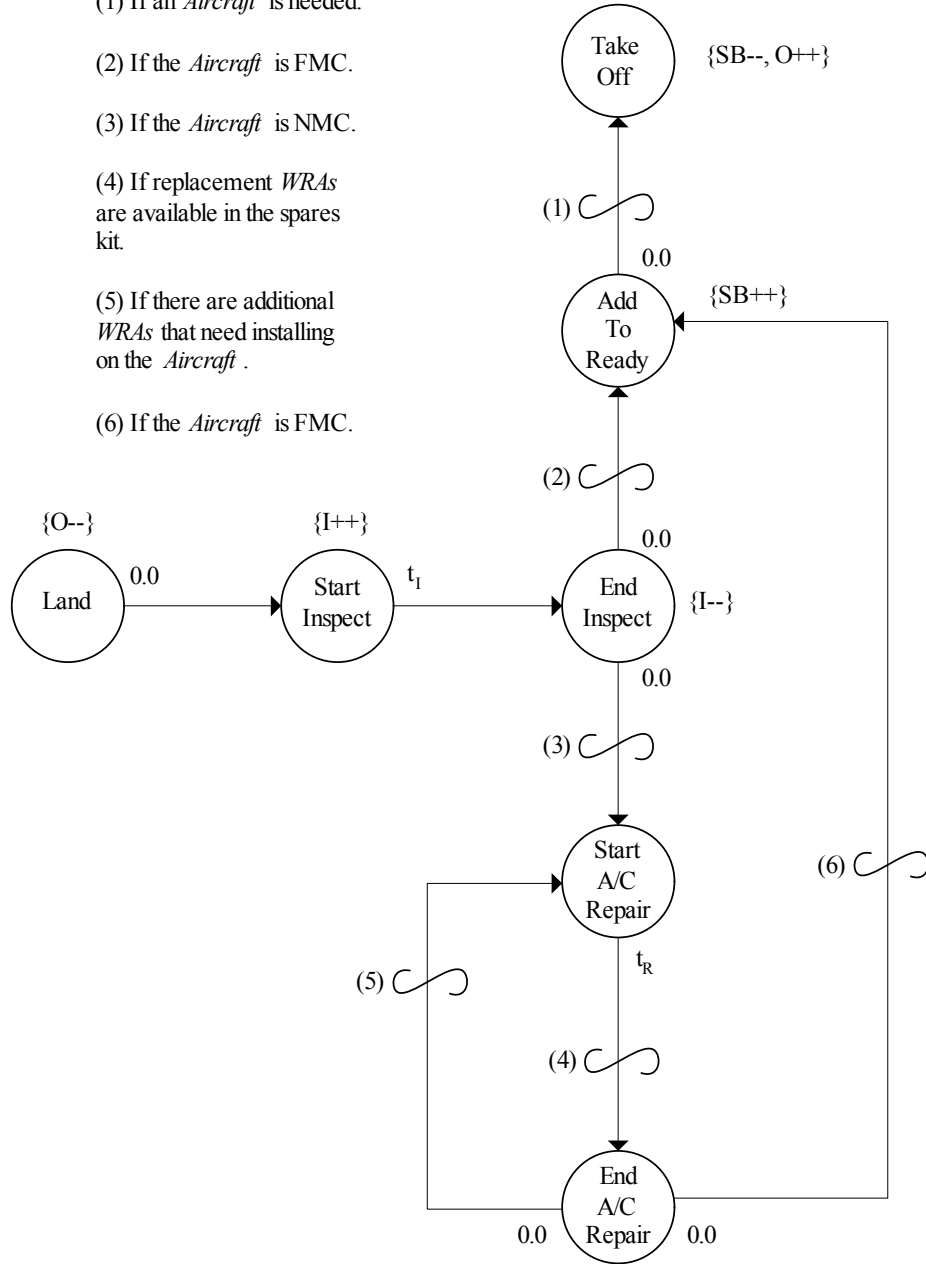 (1) If an Aircraft is needed.
(2) If the Aircraft is FMC.
(3) If the Aircraft is NMC.
(4) If replacement WRAs
are available in the spares
kit.
(5) If there are additional
WRAs that need installing
on the Aircraft .
(6) If the Aircraft is FMC.
Take
Off
{SB--, O++}
(1)
0.0
Add
To
Ready
{SB++}
(2)
0.0
{O--}
Land
0.0
{I++}
Start
Inspect
tI
End
Inspect
{I--}
0.0
(3)
Start
A/C
Repair
(6)
tR
(5)
(4)
End
A/C
Repair
0.0
0.0